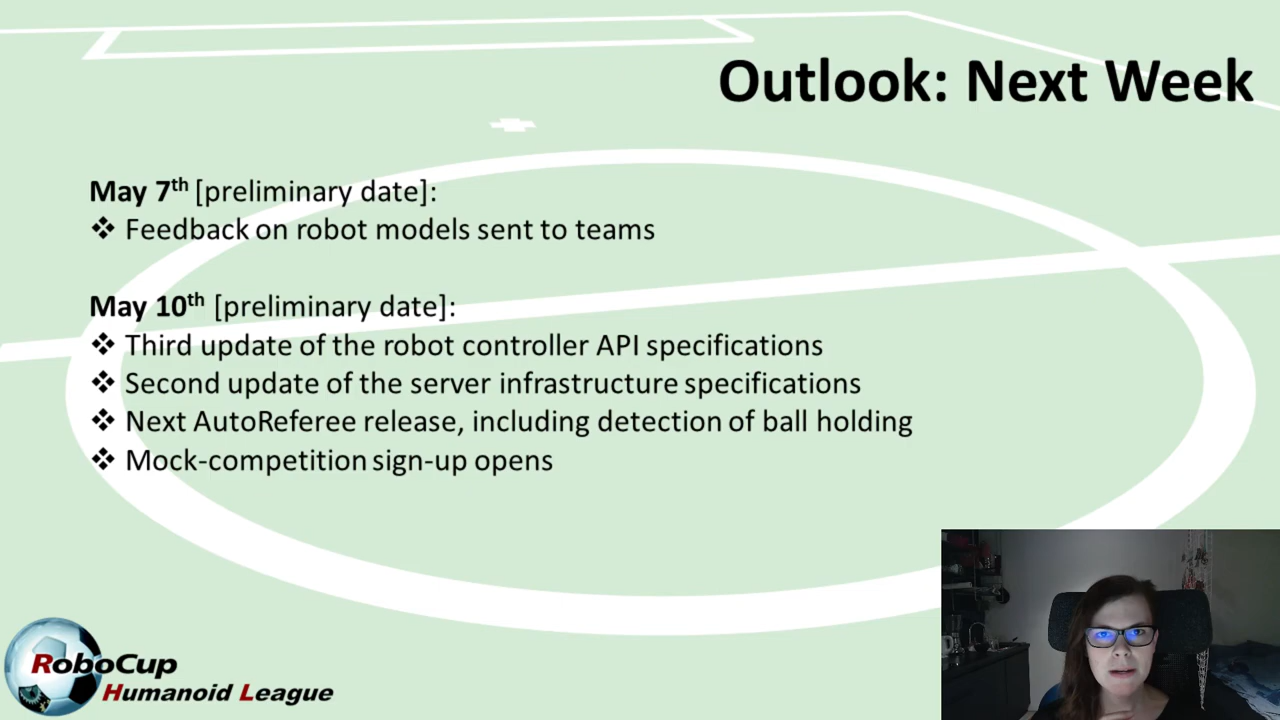 Outlook: Next Week
May 7th [preliminary date]:
❖ Feedback on robot models sent to teams
May 10th [preliminary date]:
❖ Third update of the robot controller API specifications
❖ Second update of the server infrastructure specifications
❖ Next AutoReferee release, including detection of ball holding
❖ Mock-competition sign-up opens
RoboCup
Humanoid League